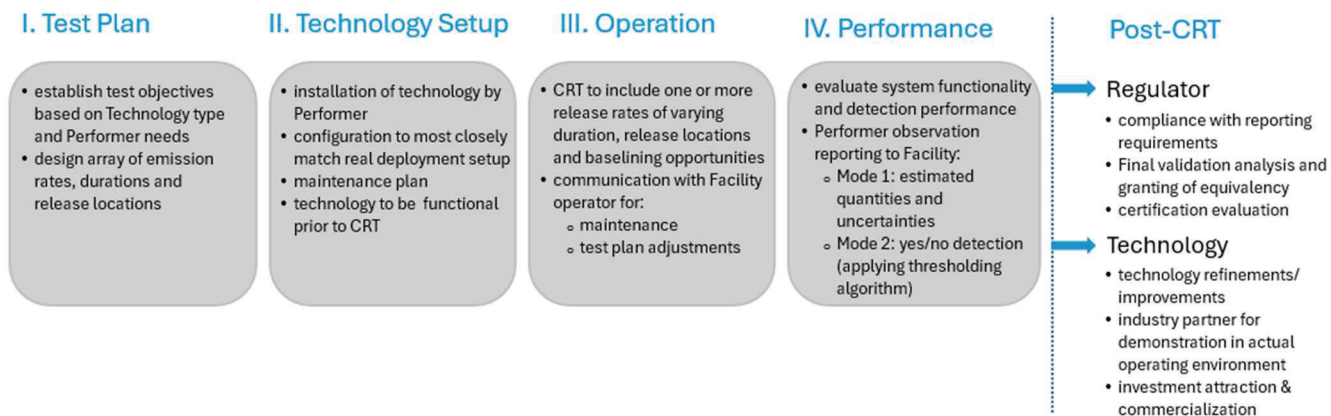 I. Test Plan
• establish test objectives
based on Technology type
and Performer needs
• design array of emission
rates, durations and
release locations
II. Technology Setup
• installation of technology by
Performer
• configuration to most closely
match real deployment setup
• maintenance plan
• technology to be functional
prior to CRT
III. Operation
• CRT to include one or more
release rates of varying
duration, release locations
and baselining opportunities
• communication with Facility
operator for:
o maintenance
o test plan adjustments
IV. Performance
• evaluate system functionality
and detection performance
• Performer observation
reporting to Facility:
o Mode 1: estimated
quantities and
uncertainties
o Mode 2: yes/no detection
(applying thresholding
algorithm)
Post-CRT
Regulator
• compliance with reporting
requirements
• Final validation analysis and
granting of equivalency
• certification evaluation
Technology
• technology refinements/
improvements
• industry partner for
demonstration in actual
operating environment
• investment attraction &
commercialization